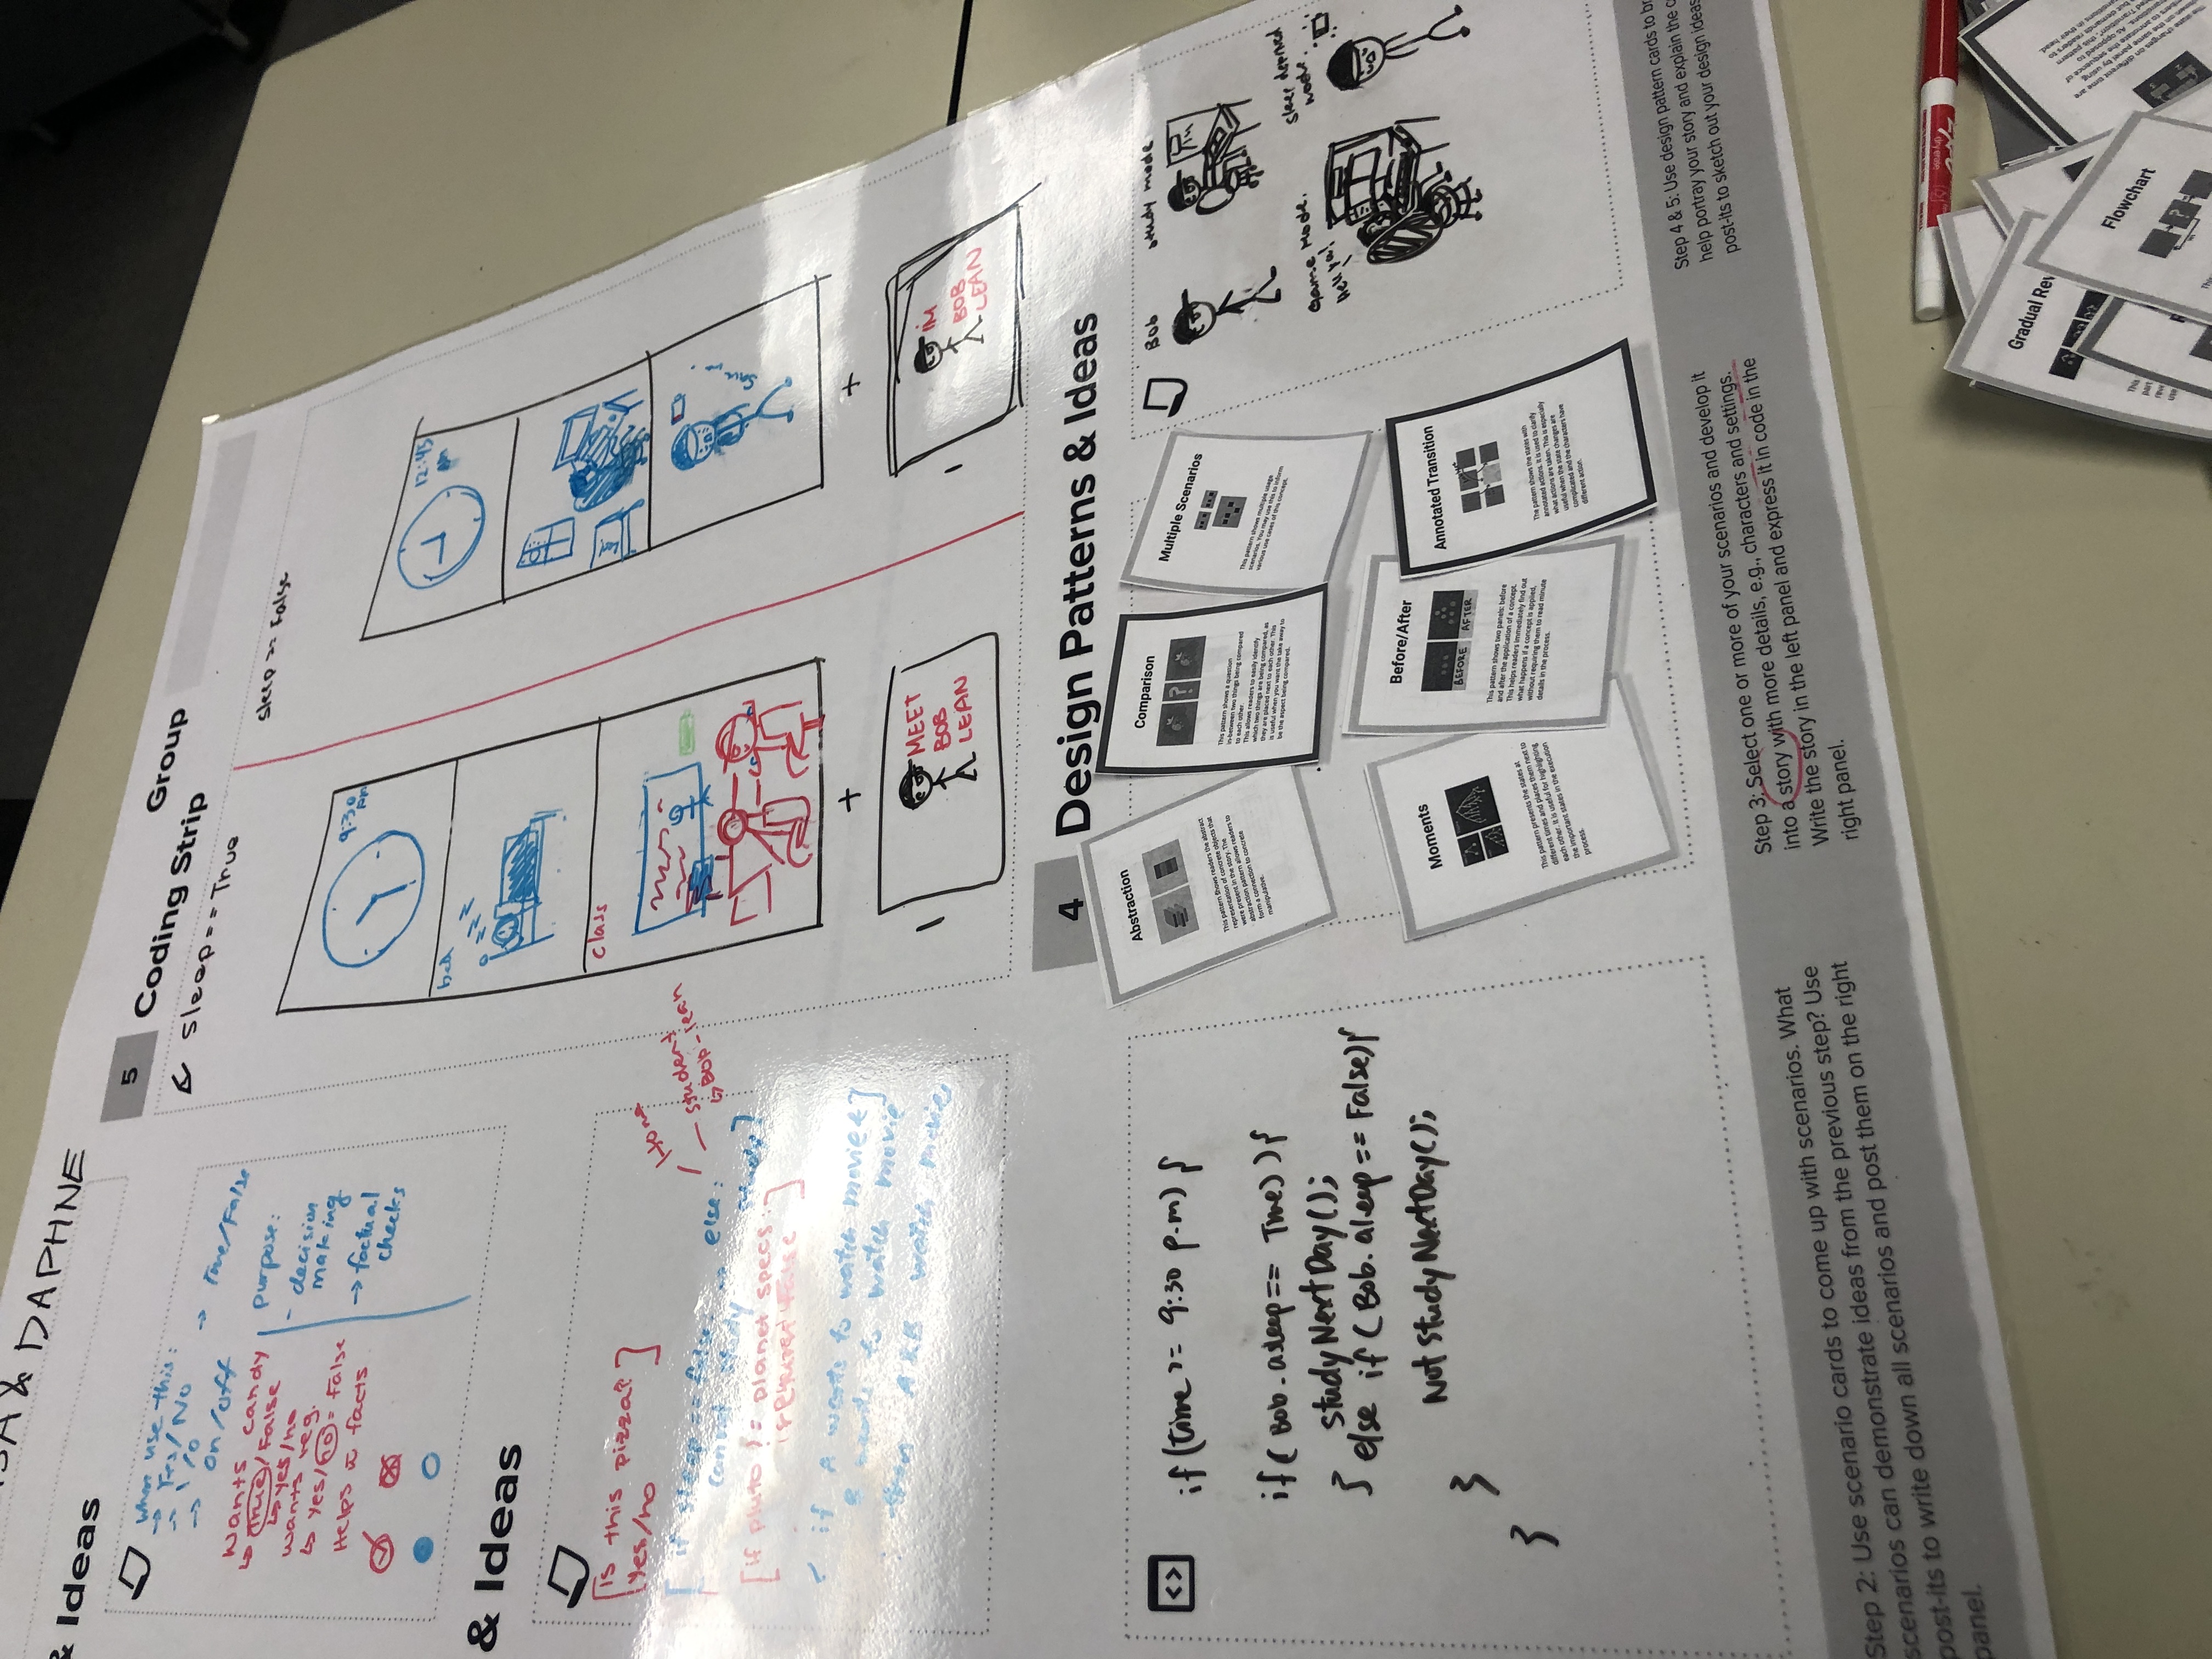 & DAPHNE
& Ideas
when use this:
→ Yes/No
→ 1/0
→ On/Off
→ True/False
Wants candy
↳ True/False
↳ yes/no
wants veg.
↳ yes/no = False
Helps w facts
purpose:
- decision
making
→ factual
checks
& Ideas
[Is this pizza?]
yes/no
[if sleep == false: else:
cannot study study]
Home
student
↳ BOB-lean
[if pluto != planet specs:
✓ if A wants to watch movie &]
B wants to watch movie
then A & B watch movies
5 Coding Strip
Group
sleep == True
sleep == False
9:30
pm
bed
class
12:45
am
+
+
MEET
BOB
LEAN
IM
BOB
LEAN
<>
if (time >= 9:30 p.m) {
if ( Bob.asleep == True) ) {
studyNextDay();
} else if ( Bob.aleep == False) {
Not studyNextDay();
}
}
4 Design Patterns & Ideas
Abstraction
This pattern shows readers the abstract
representation of concrete objects that
were present in the story. The
abstraction pattern allows readers to
form a connection to concrete
manipulative.
Comparison
?
This pattern shows a question
in-between two things being compared
to each other.
This allows readers to easily identify
which two things are being compared, as
they are placed next to each other. This
is useful when you want the take away to
be the aspect being compared.
Multiple Scenarios
This pattern shows multiple usage
scenarios. You may use this to inform
various use cases of this concept.
Moments
This pattern presents the states at
different times and places them next to
each other. It is useful for highlighting
the important states in the execution
process.
Before/After
BEFORE AFTER
This pattern shows two panels: before
and after the application of a concept.
This helps readers immediately find out
what happens if a concept is applied,
without requiring them to read minute
details in the process.
Annotated Transition
The pattern shows the states with
annotated actions. It is used to clarify
what actions are taken. This is especially
useful when the state changes are
complicated and the characters have
different action.
Bob
study mode
Game Mode.
Hell ya!
sleep deprived
mode.
Step 2: Use scenario cards to come up with scenarios. What
scenarios can demonstrate ideas from the previous step? Use
post-its to write down all scenarios and post them on the right
panel.
Step 3: Select one or more of your scenarios and develop it
into a story with more details, e.g., characters and settings.
Write the story in the left panel and express it in code in the
right panel.
Step 4 & 5: Use design pattern cards to
help portray your story and explain the
post-its to sketch out your design ideas
dry erase
Gradual
Flowchart
?